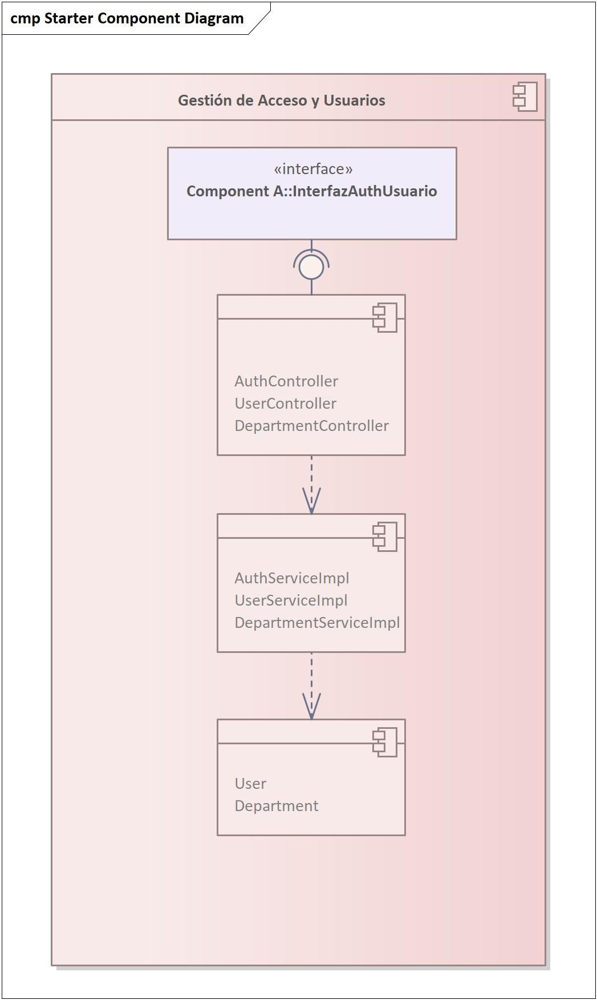 cmp Starter Component Diagram
Gestión de Acceso y Usuarios
«interface»
Component A::InterfazAuthUsuario
AuthController
UserController
DepartmentController
AuthServiceImpl
UserServiceImpl
DepartmentServiceImpl
User
Department